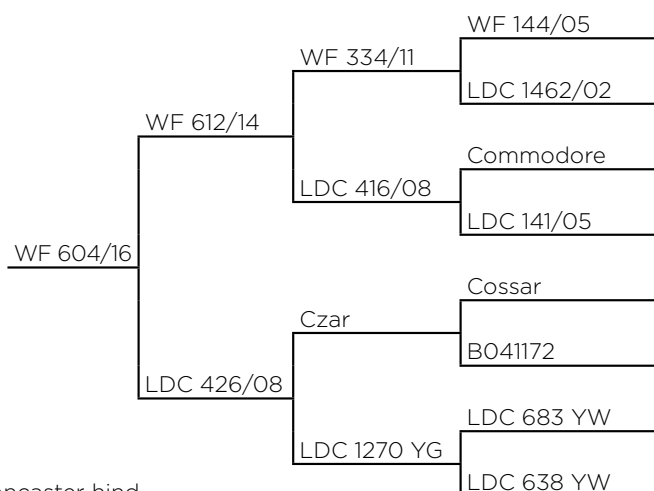 WF 144/05
WF 334/11
LDC 1462/02
WF 612/14
Commodore
LDC 416/08
LDC 141/05
WF 604/16
Cossar
Czar
B041172
LDC 426/08
LDC 683 YW
LDC 1270 YG
LDC 638 YW
hind